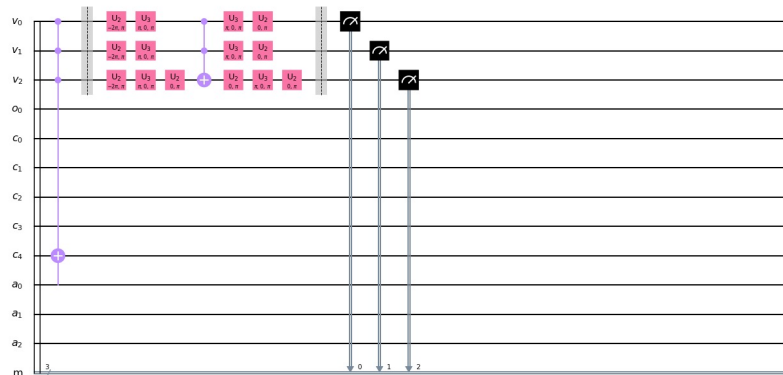 v0 U2 −2π, π U3 π, 0, π U3 π, 0, π U2 0, π
v1 U2 −2π, π U3 π, 0, π U3 π, 0, π U2 0, π
v2 U2 −2π, π U3 π, 0, π U2 0, π U2 0, π U3 π, 0, π U2 0, π
o0
c0
c1
c2
c3
c4
a0
a1
a2
m 3 0 1 2